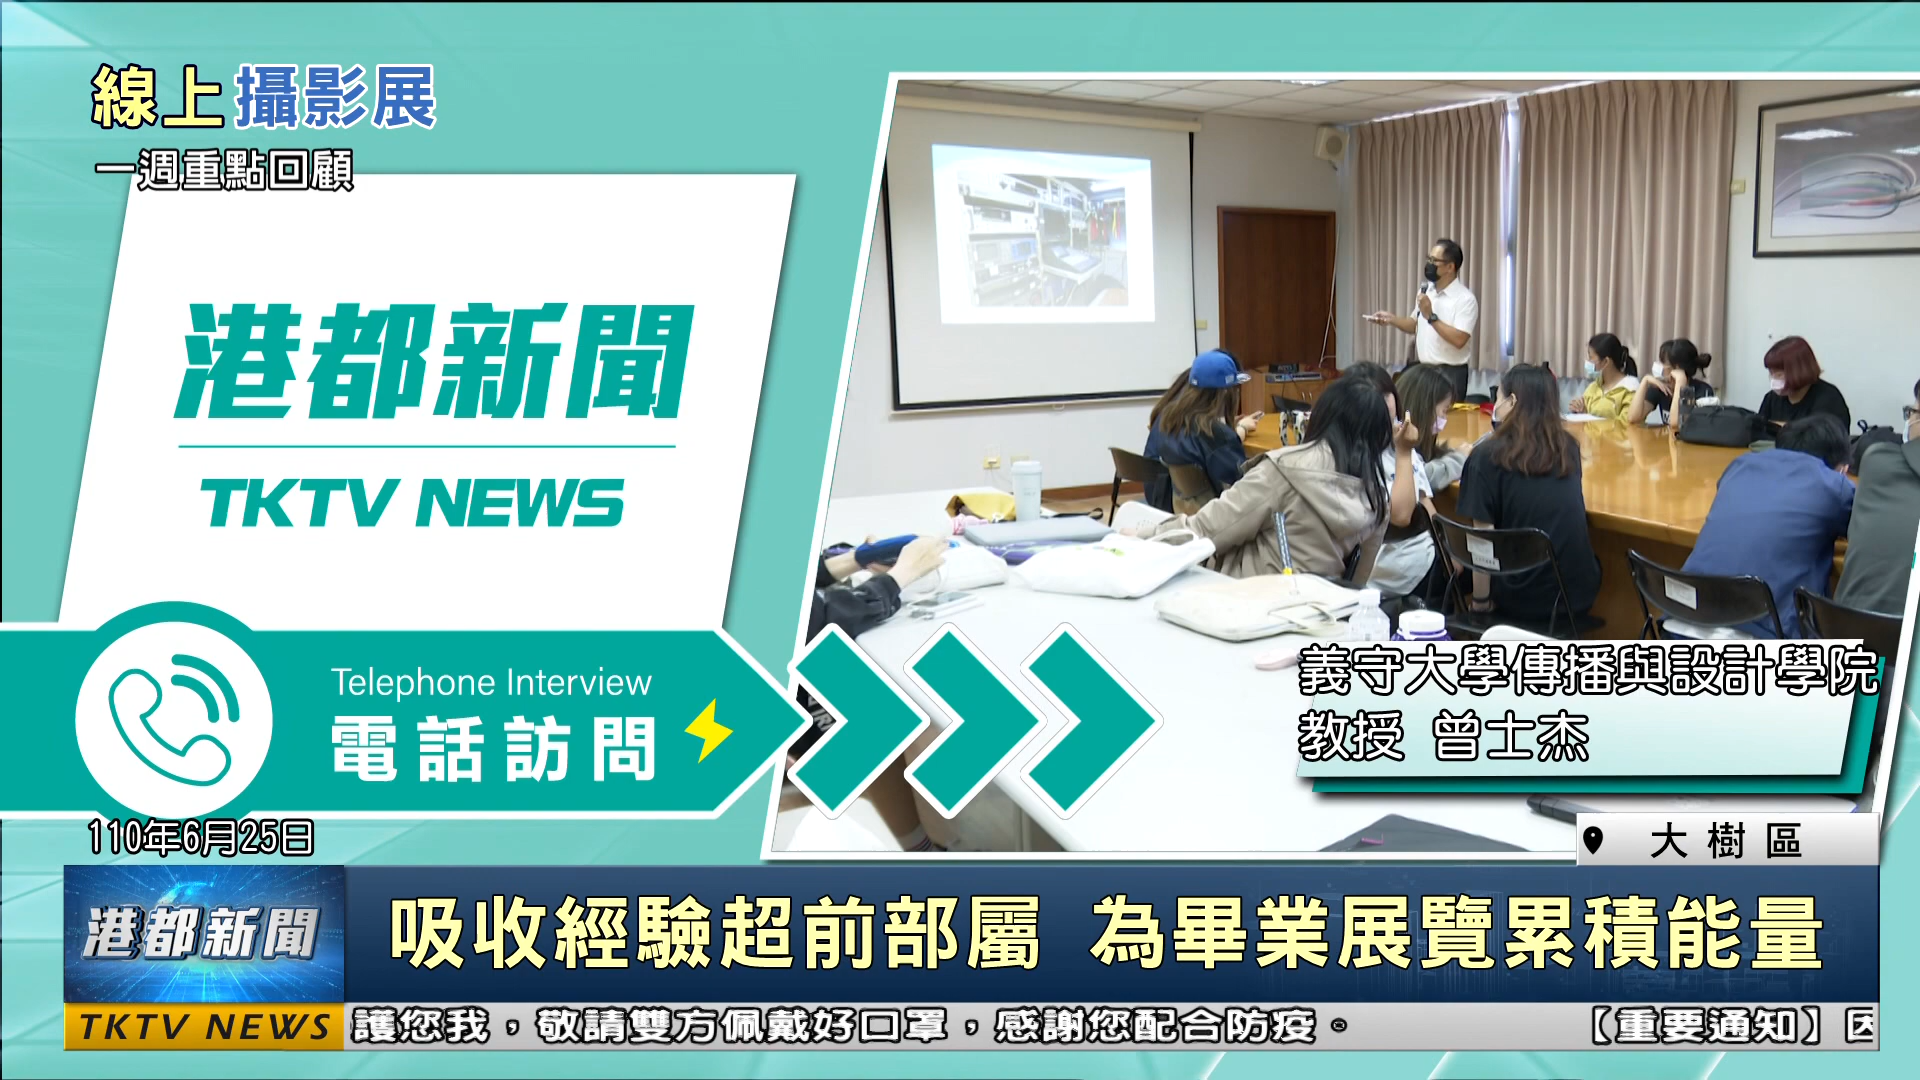 線上攝影展
一週重點回顧
港都新聞
TKTV NEWS
Telephone Interview
電話訪問
義守大學傳播與設計學院
教授 曾士杰
110年6月25日
大樹區
港都新聞
吸收經驗超前部屬 為畢業展覽累積能量
TKTV NEWS
護您我，敬請雙方佩戴好口罩，感謝您配合防疫。 【重要通知】因